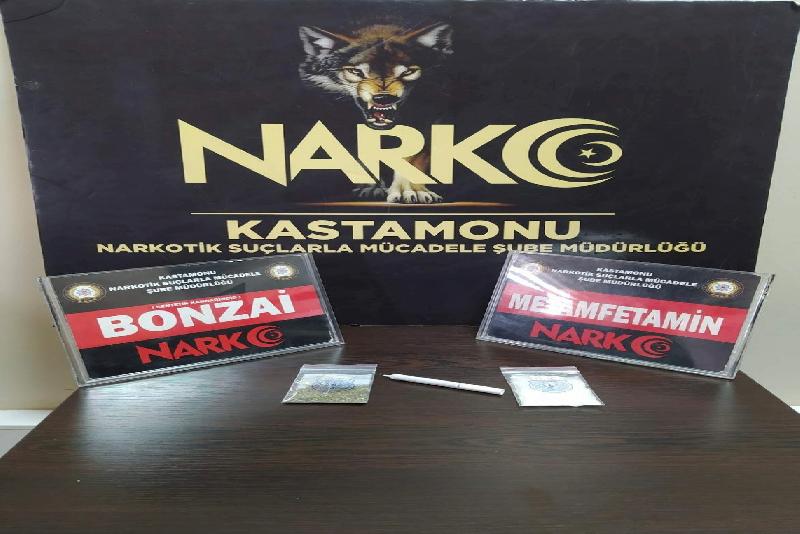 NARKO
KASTAMONU
NARKOTİK SUÇLARLA MÜCADELE ŞUBE MÜDÜRLÜĞÜ
KASTAMONU
NARKOTİK SUÇLARLA MÜCADELE
ŞUBE MÜDÜRLÜĞÜ
BONZAİ
NARKO
KASTAMONU
NARKOTİK SUÇLARLA MÜCADELE
ŞUBE MÜDÜRLÜĞÜ
METAMFETAMİN
NARKO